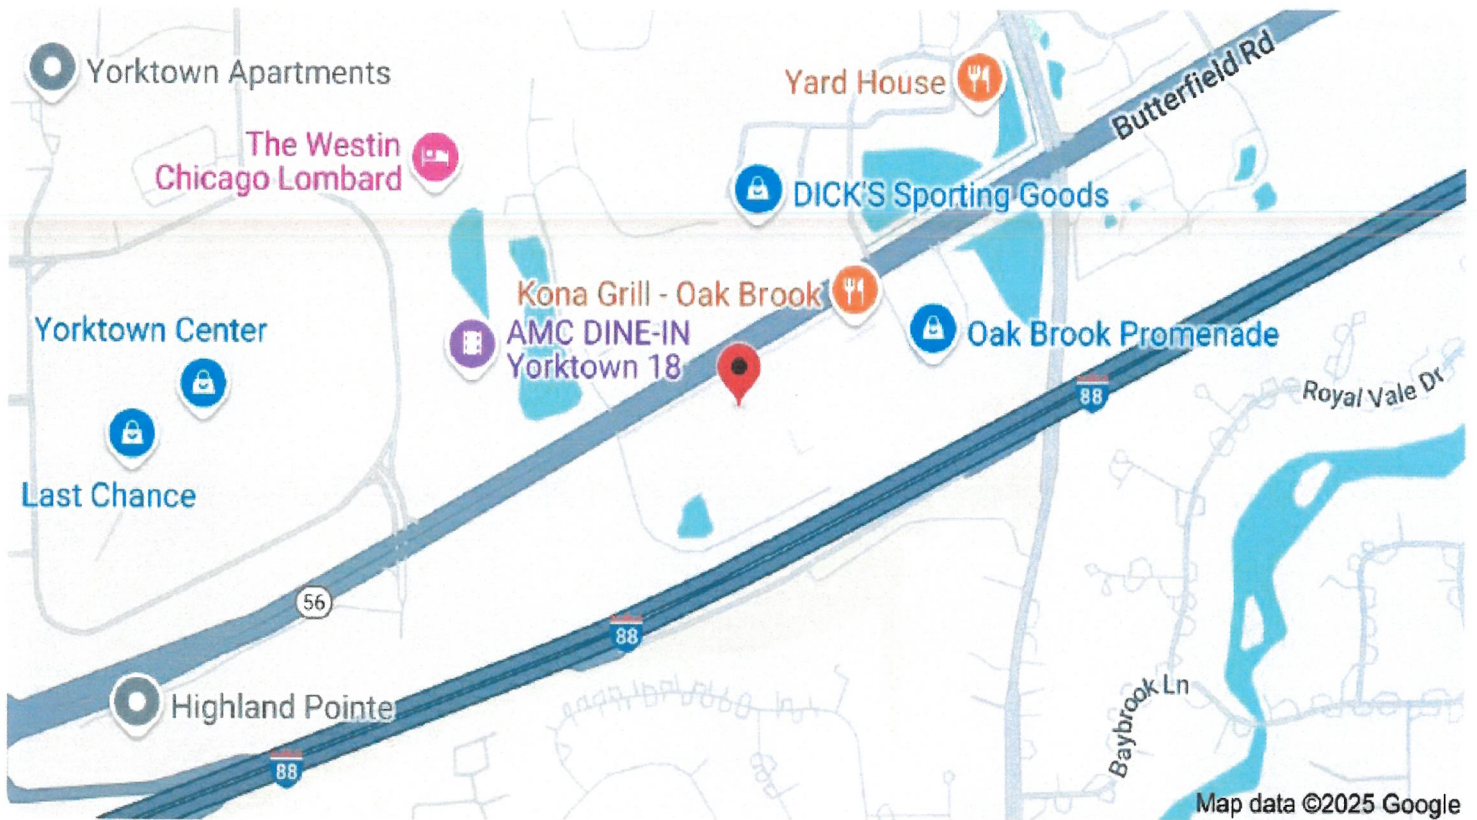 Yorktown Apartments
Yard House
Butterfield Rd
The Westin
Chicago Lombard
DICK'S Sporting Goods
Kona Grill - Oak Brook
AMC DINE-IN
Yorktown 18
Oak Brook Promenade
Yorktown Center
88
Royal Vale Dr
Last Chance
56
88
Baybrook Ln
Highland Pointe
88
Map data ©2025 Google